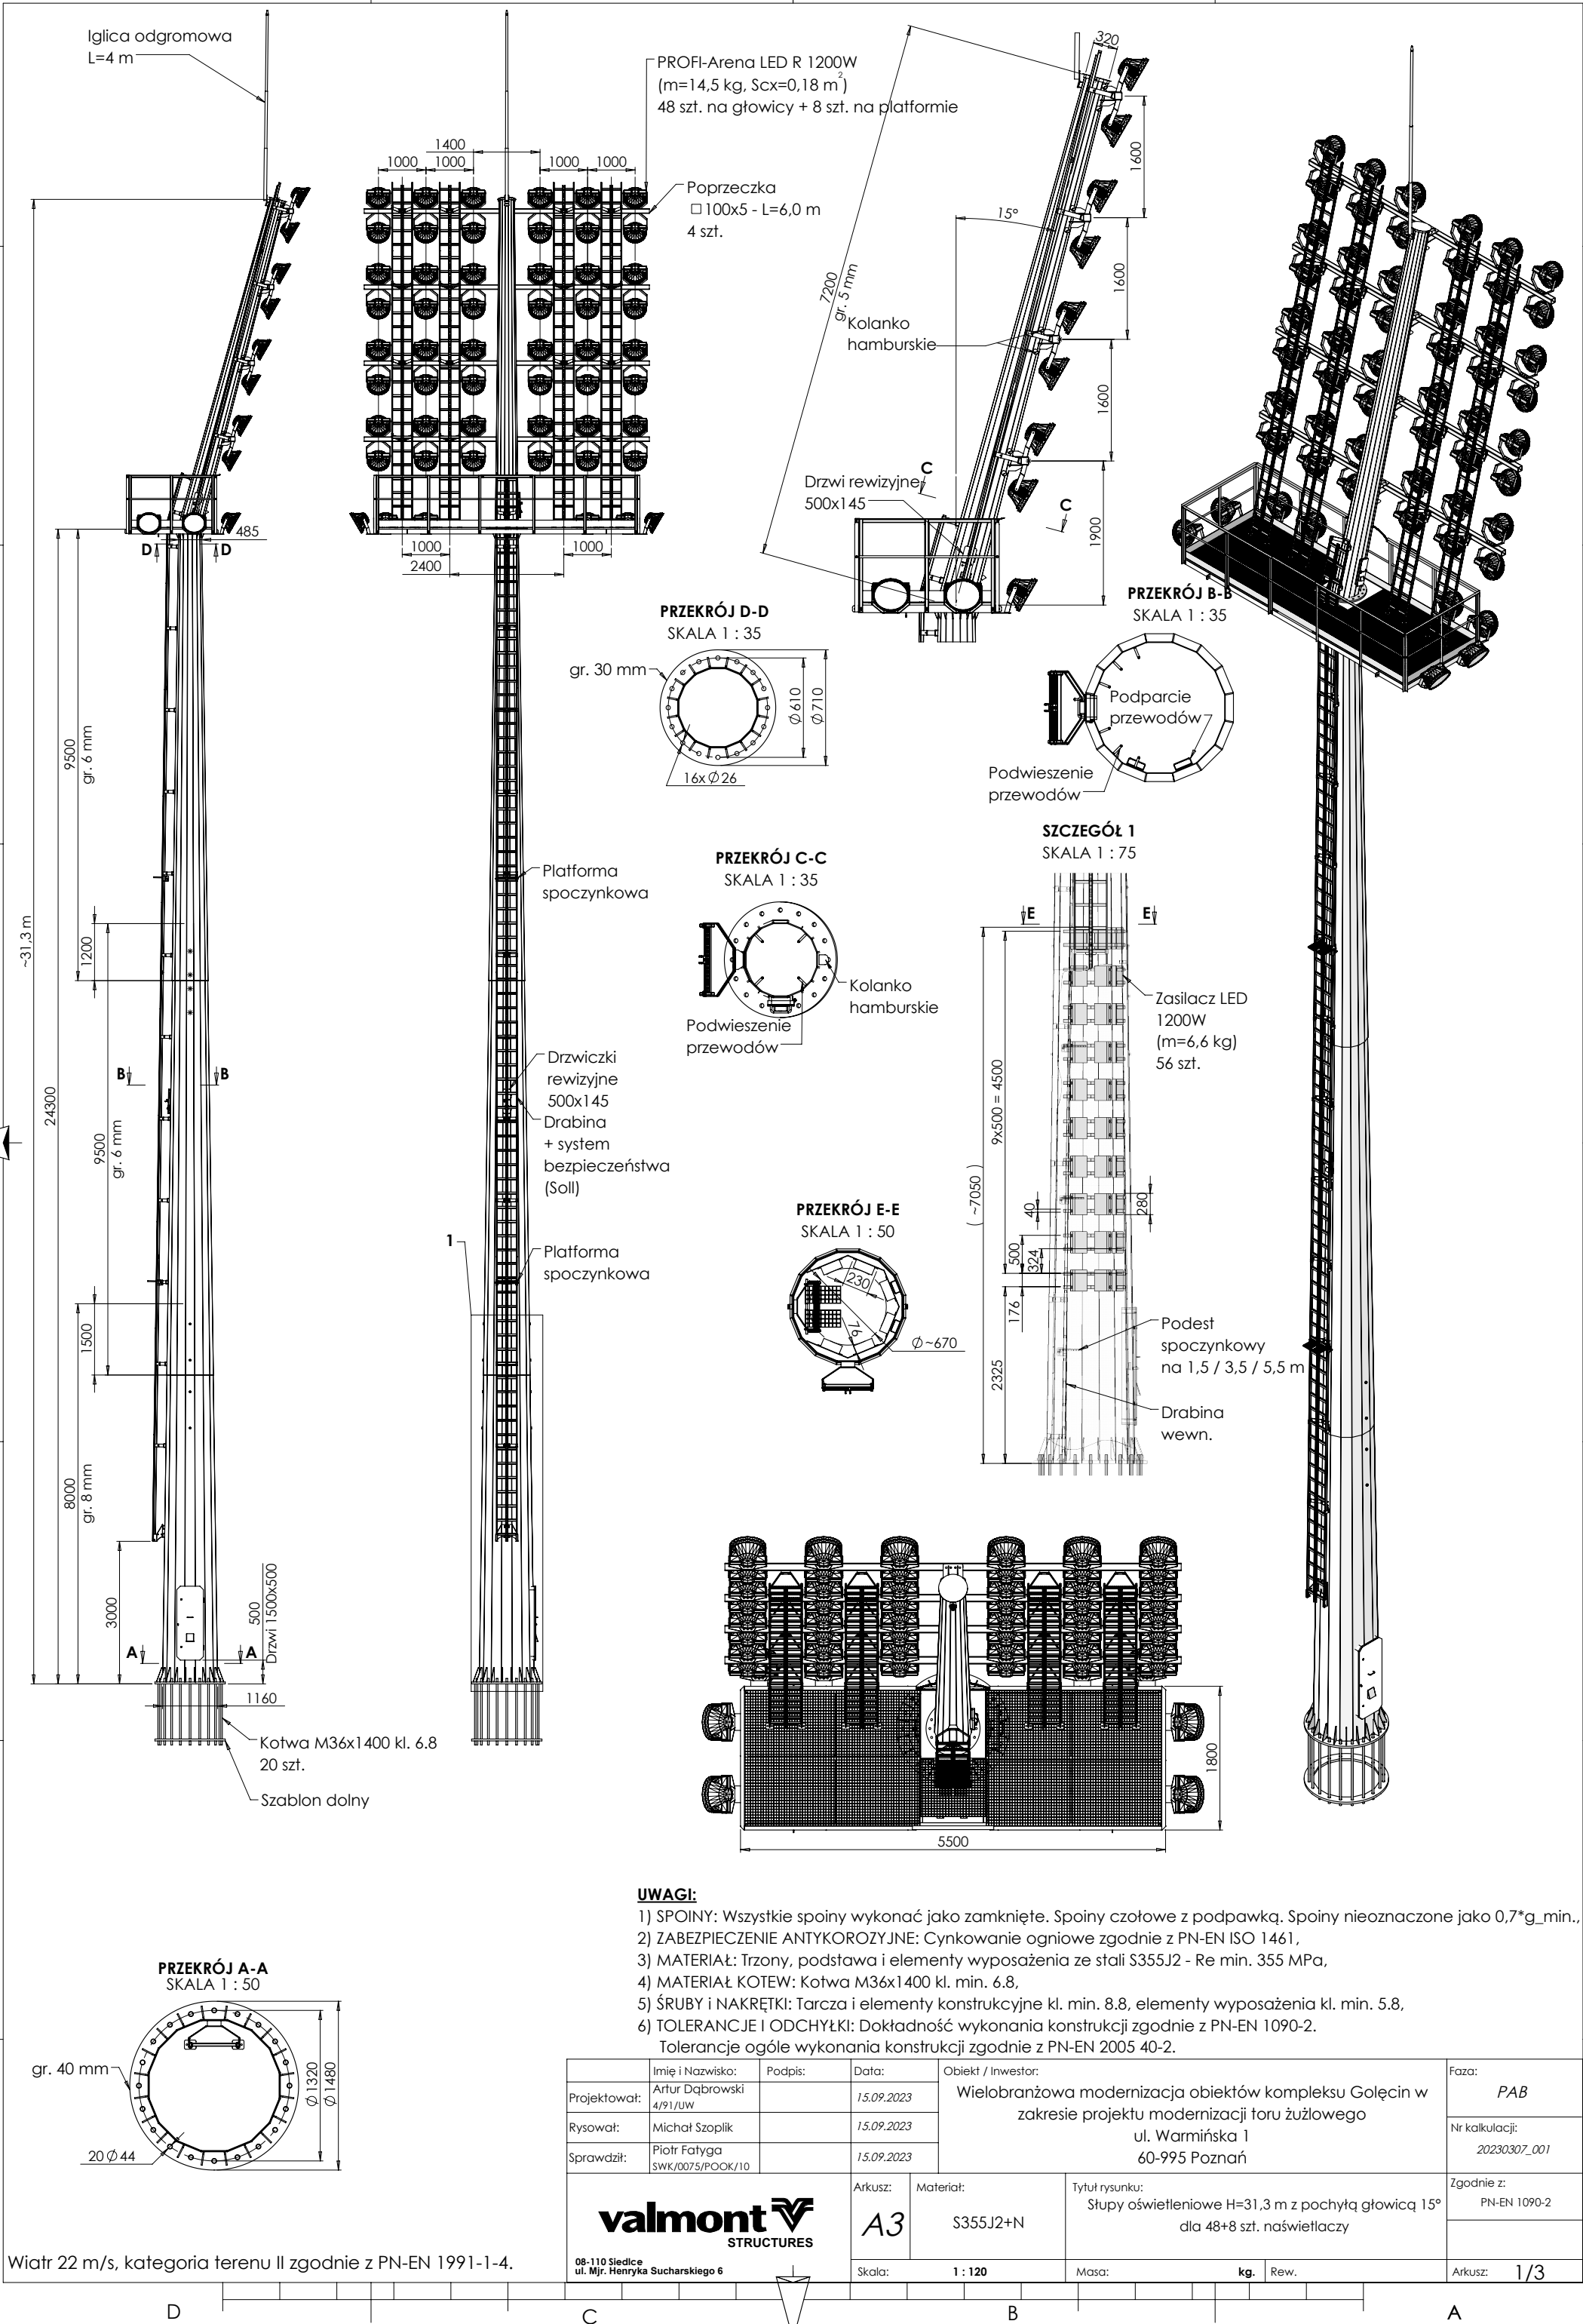 Iglica odgromowa
L=4 m
PROFI-Arena LED R 1200W
(m=14,5 kg, Scx=0,18 m²)
48 szt. na głowicy + 8 szt. na platformie
1400
1000
1000
1000
1000
Poprzeczka
□ 100x5 - L=6,0 m
4 szt.
320
1600
15°
7200
gr. 5 mm
1600
Kolanko
hamburskie
1600
Drzwi rewizyjne
500x145
C
C
1900
485
D
D
1000
1000
2400
~31,3 m
24300
9500
gr. 6 mm
1200
9500
gr. 6 mm
B
B
1500
8000
gr. 8 mm
3000
500
Drzwi 1500x500
A
A
1160
Kotwa M36x1400 kl. 6.8
20 szt.
Szablon dolny
Platforma
spoczynkowa
Drzwiczki
rewizyjne
500x145
Drabina
+ system
bezpieczeństwa
(Soll)
1
Platforma
spoczynkowa
PRZEKRÓJ D-D
SKALA 1 : 35
gr. 30 mm
Ø610
Ø710
16xØ26
PRZEKRÓJ B-B
SKALA 1 : 35
Podparcie
przewodów
Podwieszenie
przewodów
PRZEKRÓJ C-C
SKALA 1 : 35
Kolanko
hamburskie
Podwieszenie
przewodów
SZCZEGÓŁ 1
SKALA 1 : 75
E
E
Zasilacz LED
1200W
(m=6,6 kg)
56 szt.
9x500 = 4500
( ~7050 )
40
280
500
324
176
2325
Podest
spoczynkowy
na 1,5 / 3,5 / 5,5 m
Drabina
wewn.
PRZEKRÓJ E-E
SKALA 1 : 50
230
76
Ø~670
1800
5500
UWAGI:
1) SPOINY: Wszystkie spoiny wykonać jako zamknięte. Spoiny czołowe z podpawką. Spoiny nieoznaczone jako 0,7*g_min.,
2) ZABEZPIECZENIE ANTYKOROZYJNE: Cynkowanie ogniowe zgodnie z PN-EN ISO 1461,
3) MATERIAŁ: Trzony, podstawa i elementy wyposażenia ze stali S355J2 - Re min. 355 MPa,
4) MATERIAŁ KOTEW: Kotwa M36x1400 kl. min. 6.8,
5) ŚRUBY i NAKRĘTKI: Tarcza i elementy konstrukcyjne kl. min. 8.8, elementy wyposażenia kl. min. 5.8,
6) TOLERANCJE I ODCHYŁKI: Dokładność wykonania konstrukcji zgodnie z PN-EN 1090-2.
Tolerancje ogóle wykonania konstrukcji zgodnie z PN-EN 2005 40-2.
PRZEKRÓJ A-A
SKALA 1 : 50
gr. 40 mm
Ø1320
Ø1480
20Ø44
Wiatr 22 m/s, kategoria terenu II zgodnie z PN-EN 1991-1-4.
Imię i Nazwisko:
Podpis:
Data:
Projektował:
Artur Dąbrowski
4/91/UW
15.09.2023
Rysował:
Michał Szoplik
15.09.2023
Sprawdził:
Piotr Fatyga
SWK/0075/POOK/10
15.09.2023
Obiekt / Inwestor:
Wielobranżowa modernizacja obiektów kompleksu Golęcin w
zakresie projektu modernizacji toru żużlowego
ul. Warmińska 1
60-995 Poznań
Faza:
PAB
Nr kalkulacji:
20230307_001
valmont
STRUCTURES
08-110 Siedlce
ul. Mjr. Henryka Sucharskiego 6
Arkusz:
A3
Materiał:
S355J2+N
Tytuł rysunku:
Słupy oświetleniowe H=31,3 m z pochyłą głowicą 15°
dla 48+8 szt. naświetlaczy
Zgodnie z:
PN-EN 1090-2
Skala:
1 : 120
Masa:
kg.
Rew.
Arkusz:
1/3
D
C
B
A